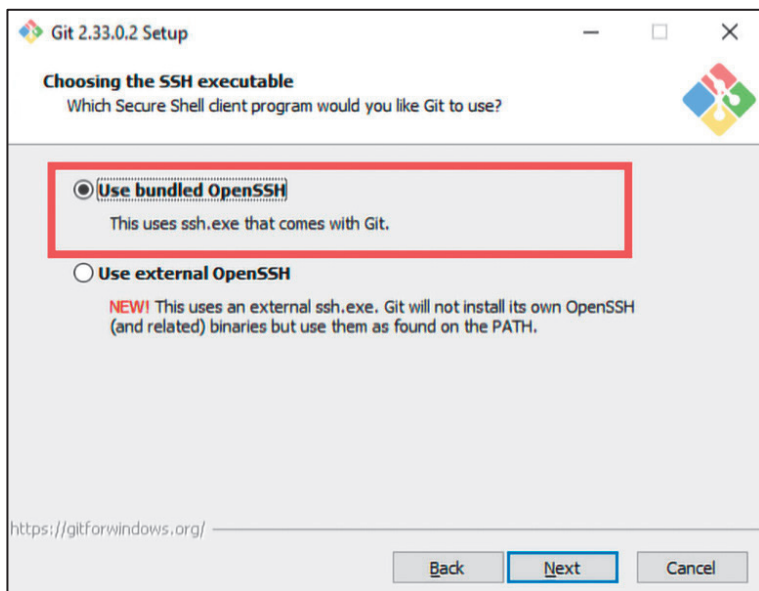 Git 2.33.0.2 Setup
Choosing the SSH executable
Which Secure Shell client program would you like Git to use?
Use bundled OpenSSH
This uses ssh.exe that comes with Git.
Use external OpenSSH
NEW! This uses an external ssh.exe. Git will not install its own OpenSSH
(and related) binaries but use them as found on the PATH.
https://gitforwindows.org/
Back Next Cancel